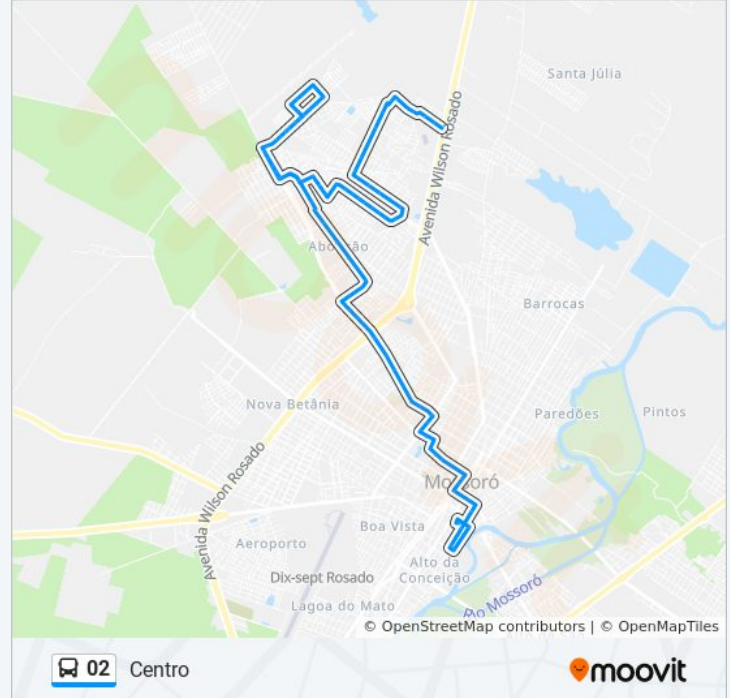 Santa Júlia
Avenida Wilson Rosado
Abolição
Barrocas
Nova Betânia
Paredões
Pintos
Avenida Wilson Rosado
Mossoró
Boa Vista
Aeroporto
Alto da
Conceição
Dix-sept Rosado
Rio Mossoró
Lagoa do Mato
© OpenStreetMap contributors | © OpenMapTiles
02 Centro
moovit